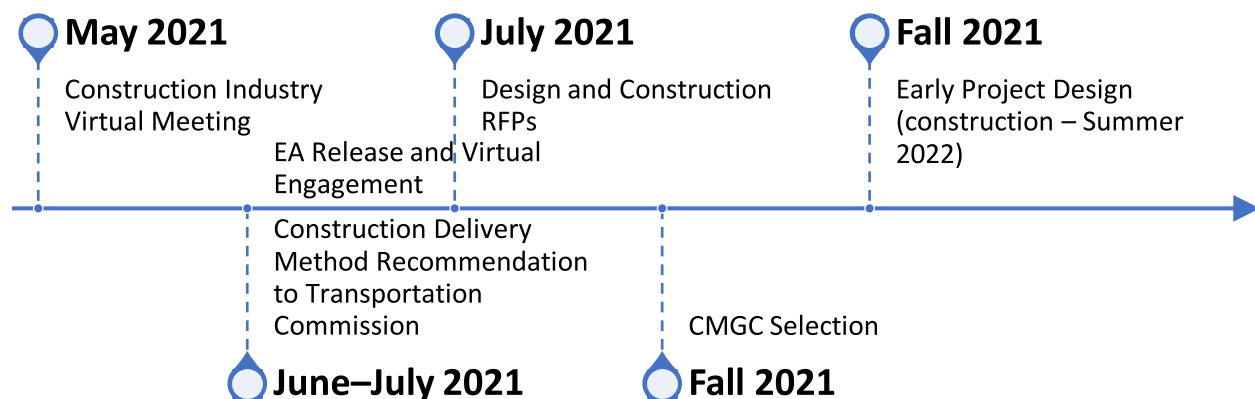 May 2021
Construction Industry
Virtual Meeting
EA Release and Virtual
Engagement
Construction Delivery
Method Recommendation
to Transportation
Commission
June–July 2021
July 2021
Design and Construction
RFPs
CMGC Selection
Fall 2021
Fall 2021
Early Project Design
(construction – Summer
2022)